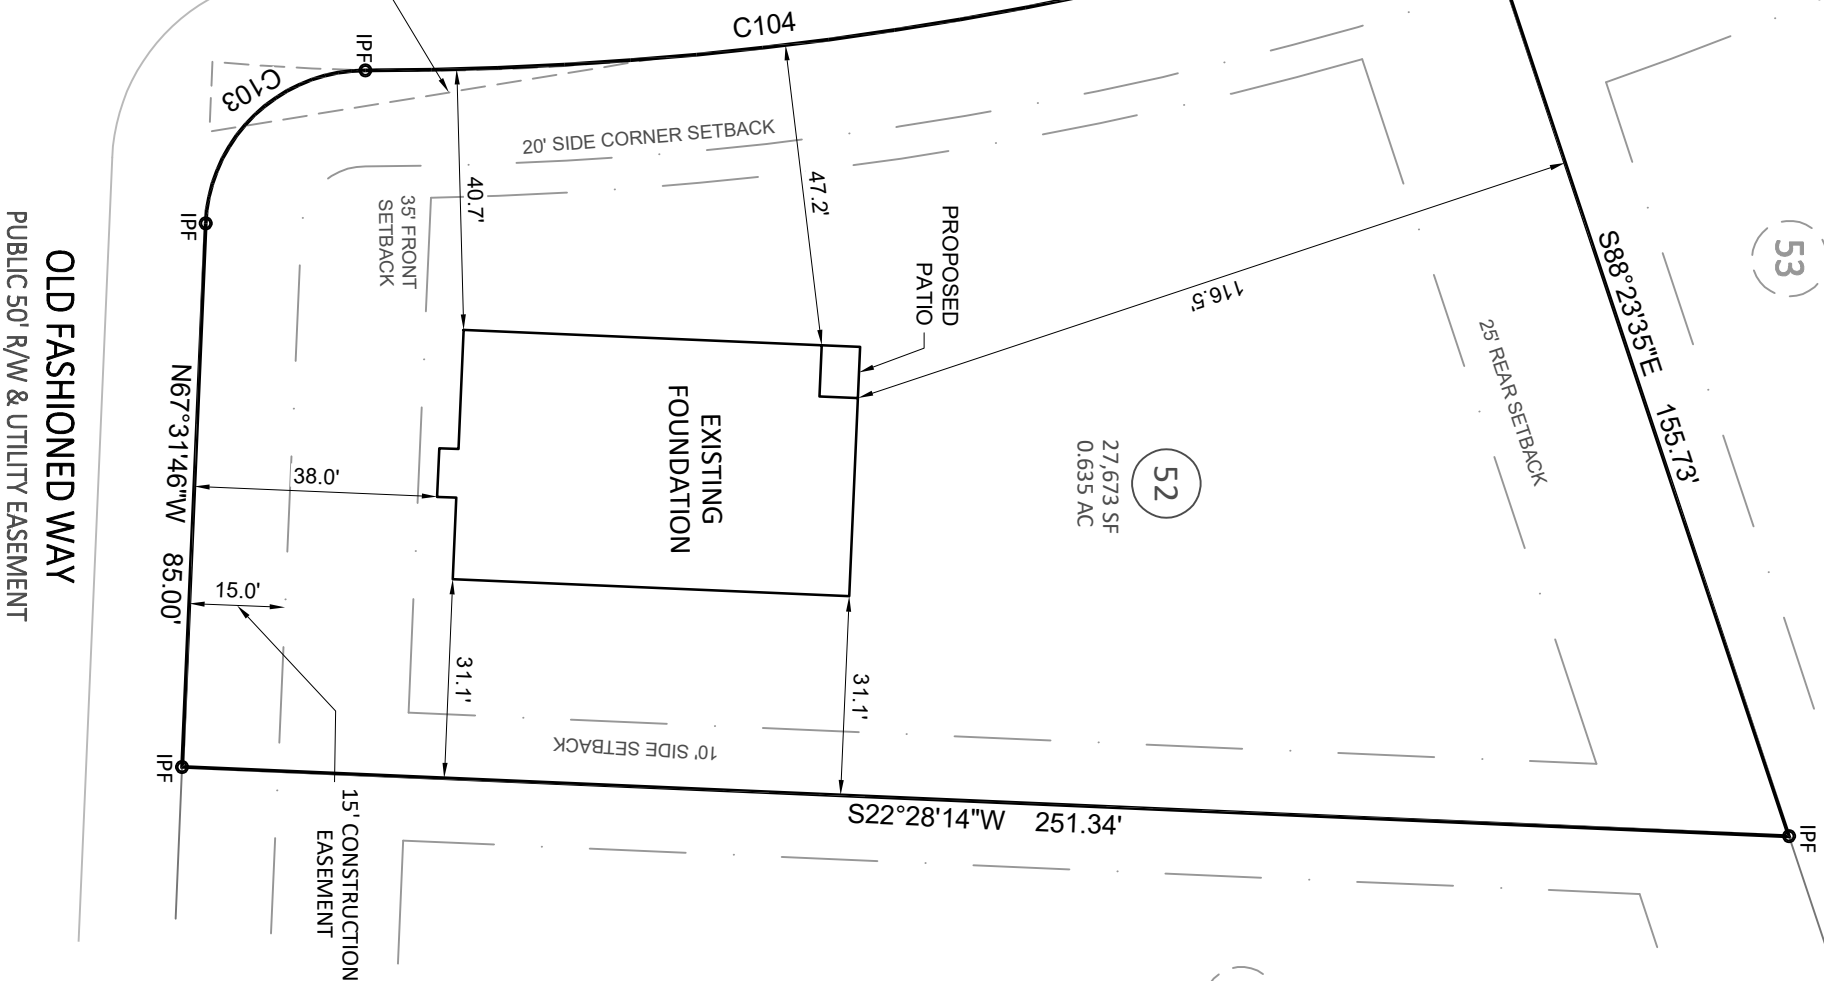 C104
IPF
C103
20' SIDE CORNER SETBACK
40.7'
47.2'
35' FRONT
SETBACK
PROPOSED
PATIO
116.5'
S88°23'35"E 155.73'
53
25' REAR SETBACK
IPF
OLD FASHIONED WAY
PUBLIC 50' R/W & UTILITY EASEMENT
N67°31'46"W 85.00'
38.0'
EXISTING
FOUNDATION
52
27,673 SF
0.635 AC
15.0'
31.1'
31.1'
10' SIDE SETBACK
IPF
15' CONSTRUCTION
EASEMENT
S22°28'14"W 251.34'
IPF